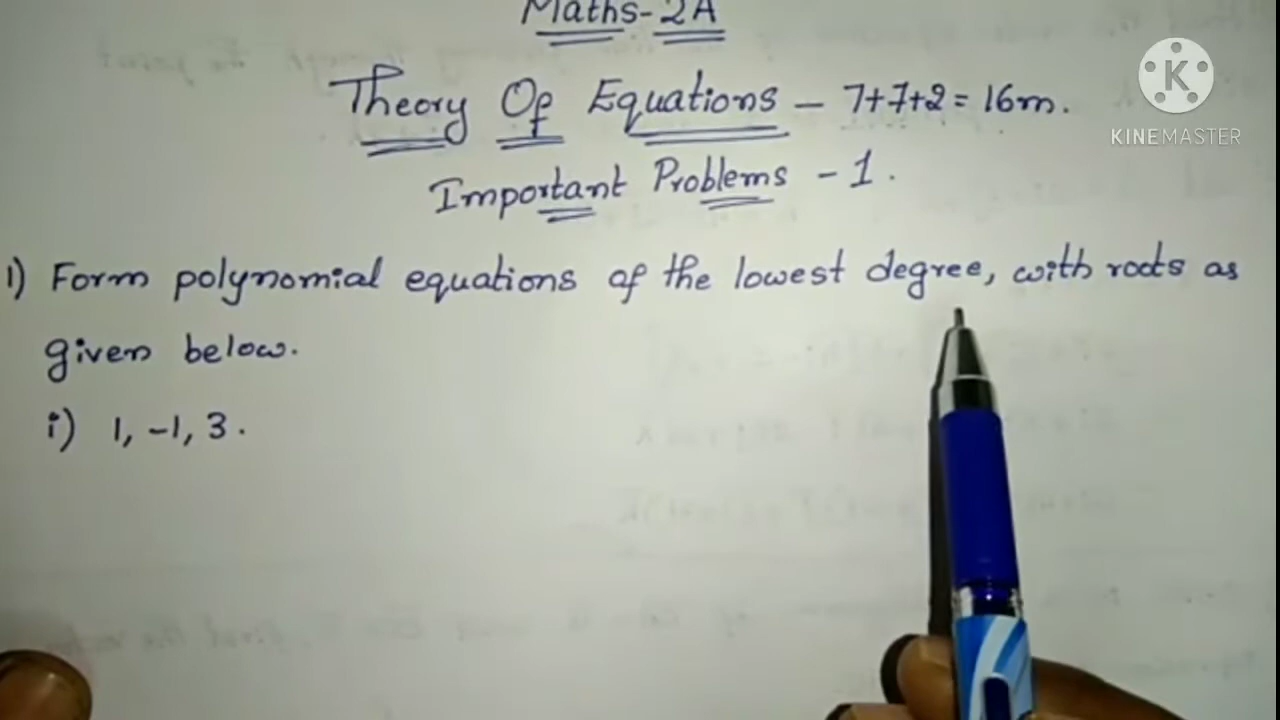 Maths-2A
Theory Of Equations - 7+7+2 = 16m.
Important Problems - 1.
1) Form polynomial equations of the lowest degree, with roots as
given below.
i) 1, -1, 3.
K
KINEMASTER